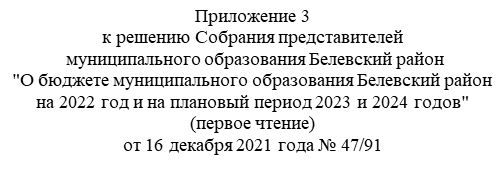 Приложение 3
к решению Собрания представителей
муниципального образования Белевский район
"О бюджете муниципального образования Белевский район
на 2022 год и на плановый период 2023 и 2024 годов"
(первое чтение)
от 16 декабря 2021 года № 47/91